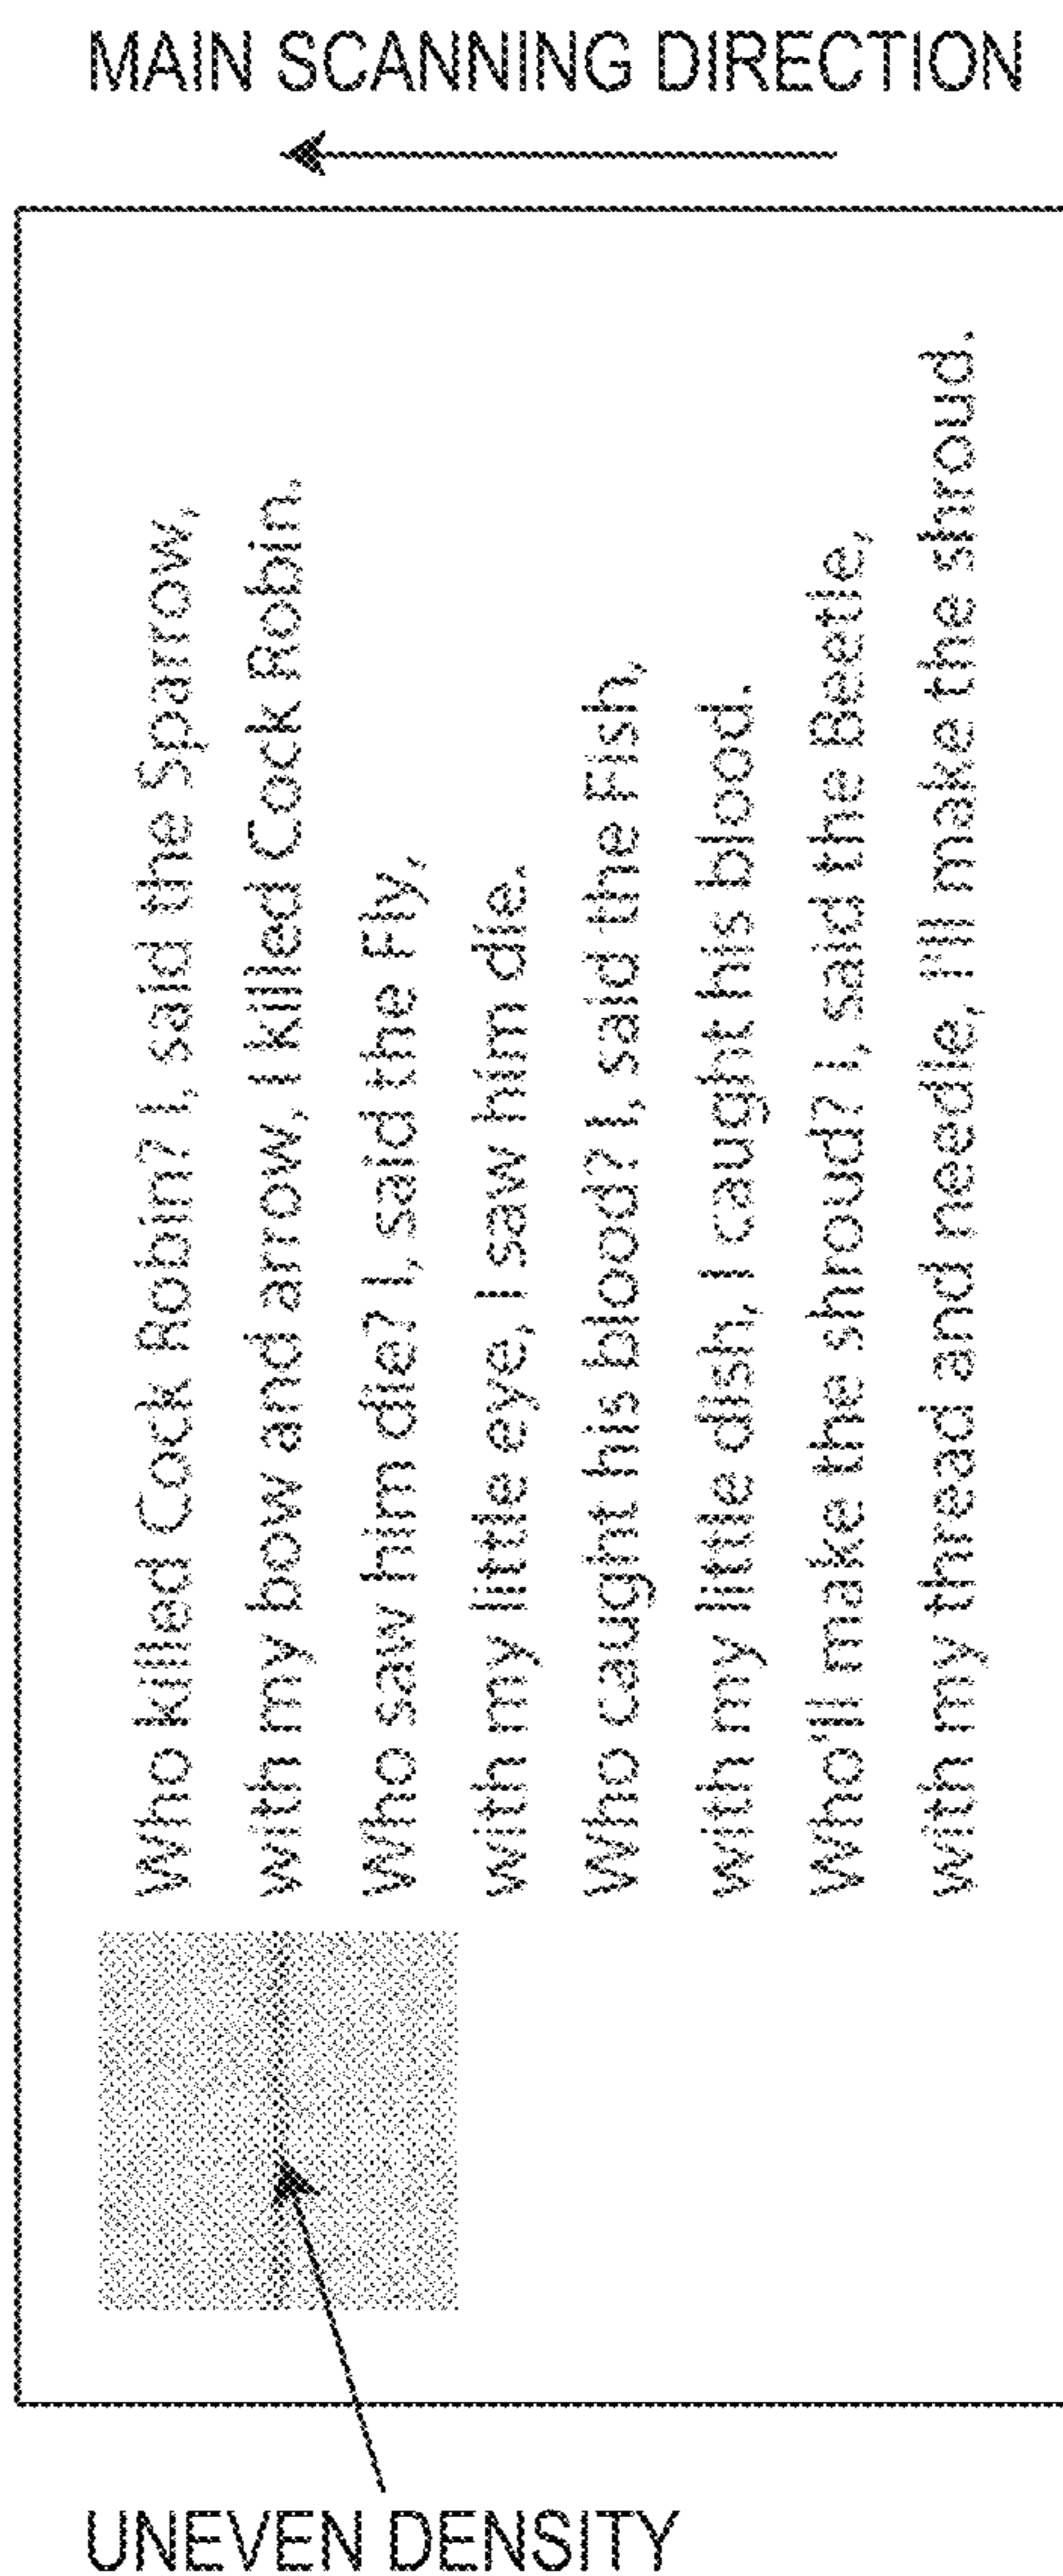 MAIN SCANNING DIRECTION
Who killed Cock Robin? I, said the Sparrow,
with my bow and arrow, I killed Cock Robin.
Who saw him die? I, said the Fly,
with my little eye, I saw him die.
Who caught his blood? I, said the Fish,
with my little dish, I caught his blood.
Who'll make the shroud? I, said the Beetle,
with my thread and needle, I'll make the shroud.
UNEVEN DENSITY